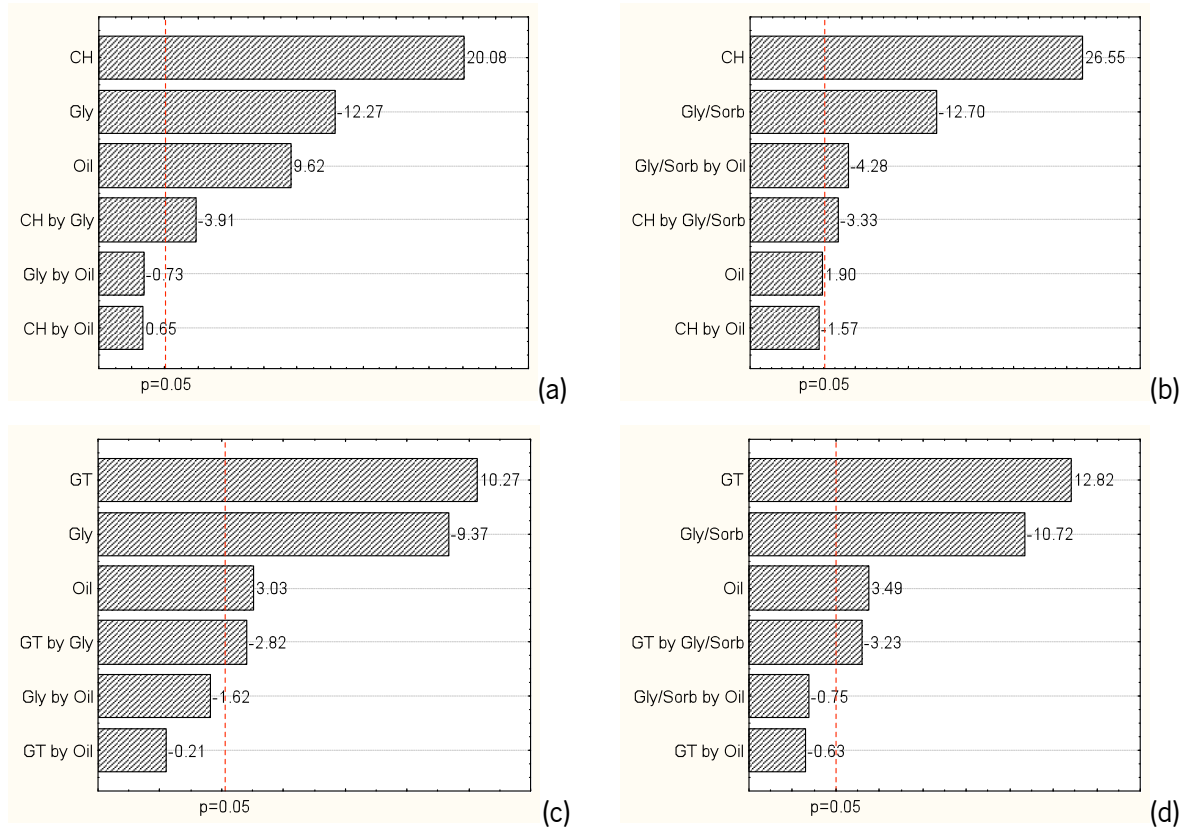 CH 20.08
Gly -12.27
Oil 9.62
CH by Gly -3.91
Gly by Oil -0.73
CH by Oil 0.65
p=0.05
(a)
CH 26.55
Gly/Sorb -12.70
Gly/Sorb by Oil -4.28
CH by Gly/Sorb -3.33
Oil 1.90
CH by Oil -1.57
p=0.05
(b)
GT 10.27
Gly -9.37
Oil 3.03
GT by Gly -2.82
Gly by Oil -1.62
GT by Oil -0.21
p=0.05
(c)
GT 12.82
Gly/Sorb -10.72
Oil 3.49
GT by Gly/Sorb -3.23
Gly/Sorb by Oil -0.75
GT by Oil -0.63
p=0.05
(d)